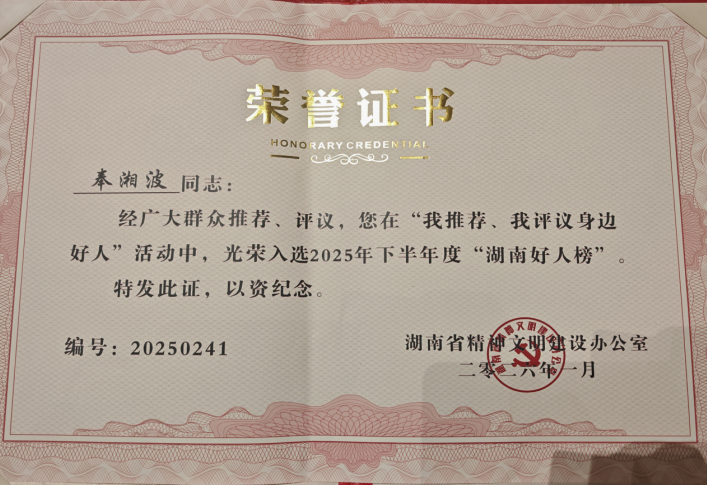 荣誉证书
HONORARY CREDENTIAL
奉湘波 同志：
经广大群众推荐、评议，您在“我推荐、我评议身边
好人”活动中，光荣入选2025年下半年度“湖南好人榜”。
特发此证，以资纪念。
编号：20250241
湖南省精神文明建设办公室
二零二六年一月